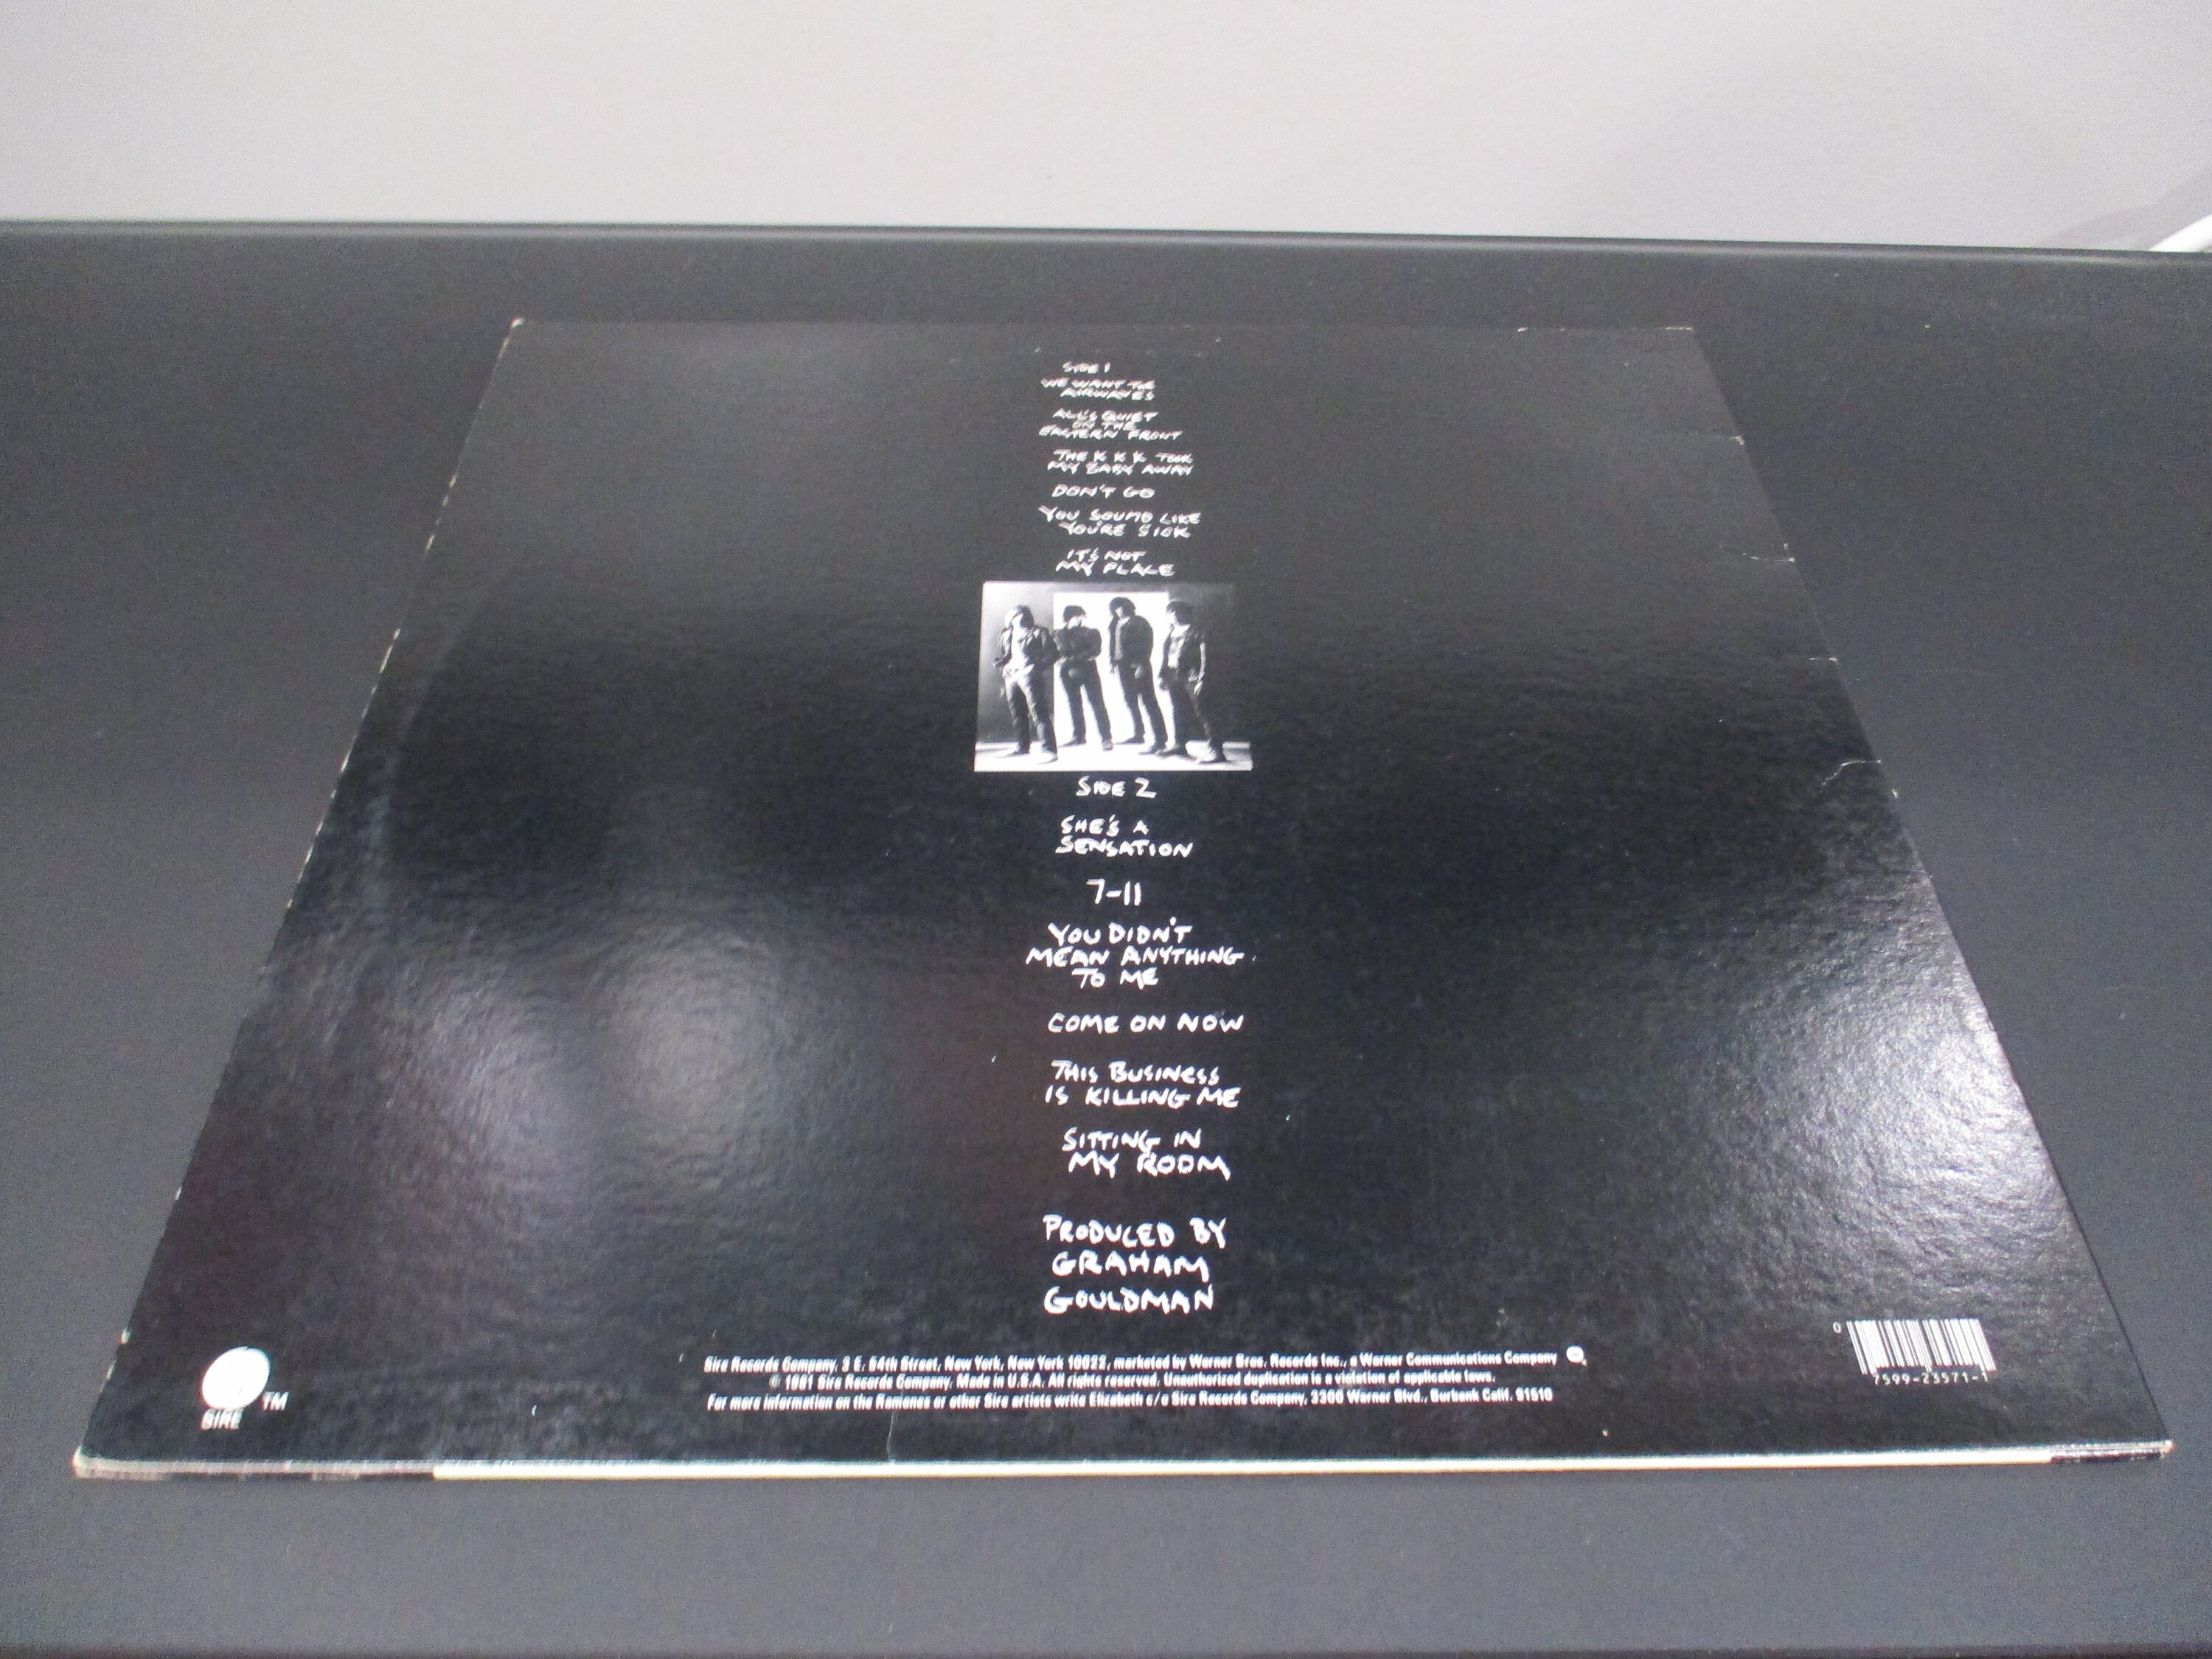 SIDE 1
WE WANT THE
AIRWAVES
ALL'S QUIET
ON THE
EASTERN FRONT
THE K K K TOOK
MY BABY AWAY
DON'T GO
YOU SOUND LIKE
YOU'RE SICK
IT'S NOT
MY PLACE
SIDE 2
SHE'S A
SENSATION
7-11
YOU DIDN'T
MEAN ANYTHING
TO ME
COME ON NOW
THIS BUSINESS
IS KILLING ME
SITTING IN
MY ROOM
PRODUCED BY
GRAHAM
GOULDMAN
Sire Records Company, 3 E. 54th Street, New York, New York 10022, marketed by Warner Bros. Records Inc., a Warner Communications Company
© 1981 Sire Records Company. Made in U.S.A. All rights reserved. Unauthorized duplication is a violation of applicable laws.
For more information on the Ramones or other Sire artists write Elizabeth c/o Sire Records Company, 3300 Warner Blvd., Burbank Calif. 91510
SIRE TM
0 7599-23571-1